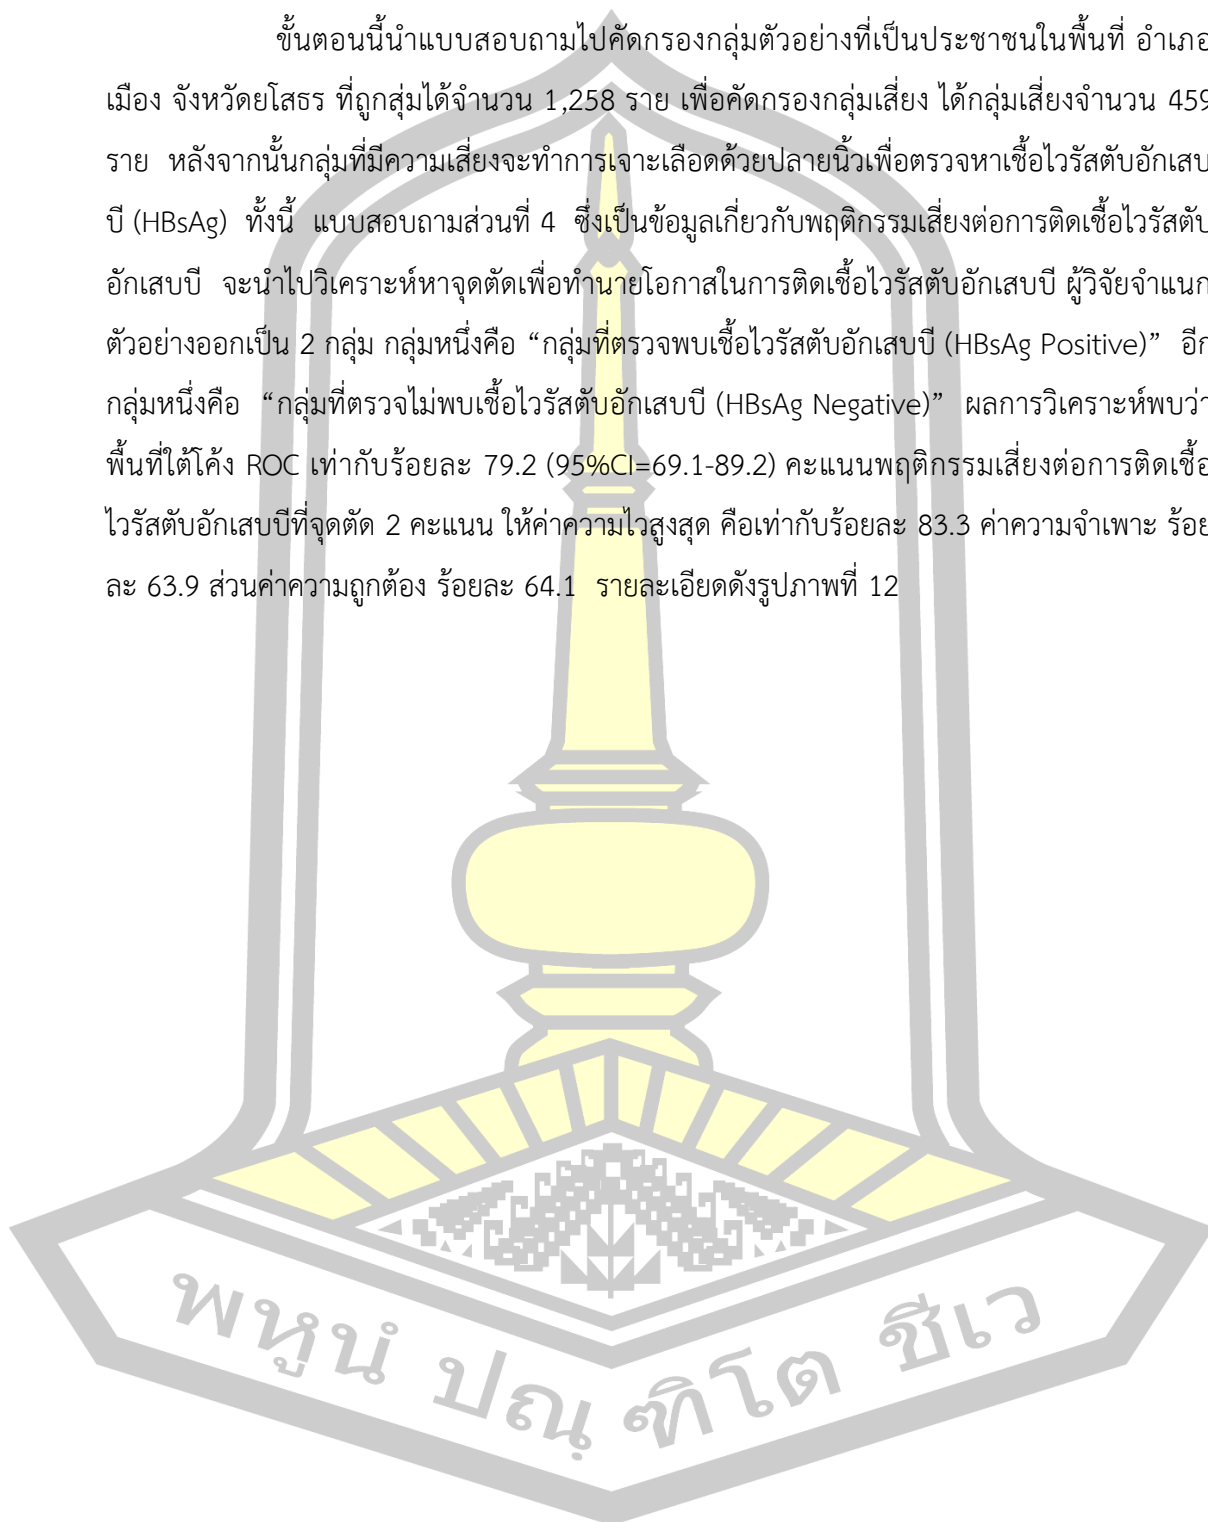 ขั้นตอนนี้นำแบบสอบถามไปคัดกรองกลุ่มตัวอย่างที่เป็นประชาชนในพื้นที่ อำเภอ
เมือง จังหวัดยโสธร ที่ถูกสุ่มได้จำนวน 1,258 ราย เพื่อคัดกรองกลุ่มเสี่ยง ได้กลุ่มเสี่ยงจำนวน 459
ราย หลังจากนั้นกลุ่มที่มีความเสี่ยงจะทำการเจาะเลือดด้วยปลายนิ้วเพื่อตรวจหาเชื้อไวรัสตับอักเสบ
บี (HBsAg) ทั้งนี้ แบบสอบถามส่วนที่ 4 ซึ่งเป็นข้อมูลเกี่ยวกับพฤติกรรมเสี่ยงต่อการติดเชื้อไวรัสตับ
อักเสบบี จะนำไปวิเคราะห์หาจุดตัดเพื่อทำนายโอกาสในการติดเชื้อไวรัสตับอักเสบบี ผู้วิจัยจำแนก
ตัวอย่างออกเป็น 2 กลุ่ม กลุ่มหนึ่งคือ “กลุ่มที่ตรวจพบเชื้อไวรัสตับอักเสบบี (HBsAg Positive)” อีก
กลุ่มหนึ่งคือ “กลุ่มที่ตรวจไม่พบเชื้อไวรัสตับอักเสบบี (HBsAg Negative)” ผลการวิเคราะห์พบว่า
พื้นที่ใต้โค้ง ROC เท่ากับร้อยละ 79.2 (95%CI=69.1-89.2) คะแนนพฤติกรรมเสี่ยงต่อการติดเชื้อ
ไวรัสตับอักเสบบีที่จุดตัด 2 คะแนน ให้ค่าความไวสูงสุด คือเท่ากับร้อยละ 83.3 ค่าความจำเพาะ ร้อย
ละ 63.9 ส่วนค่าความถูกต้อง ร้อยละ 64.1 รายละเอียดดังรูปภาพที่ 12
พหูนํ ปณฺฑิโต ชีเว